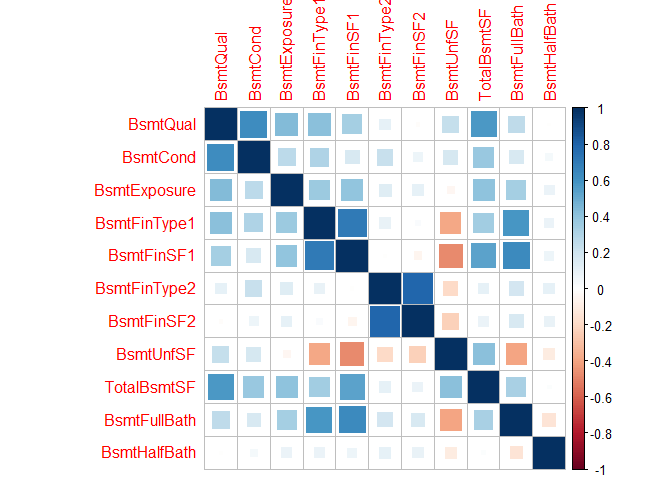 BsmtQual
BsmtCond
BsmtExposure
BsmtFinType1
BsmtFinSF1
BsmtFinType2
BsmtFinSF2
BsmtUnfSF
TotalBsmtSF
BsmtFullBath
BsmtHalfBath
BsmtQual
BsmtCond
BsmtExposure
BsmtFinType1
BsmtFinSF1
BsmtFinType2
BsmtFinSF2
BsmtUnfSF
TotalBsmtSF
BsmtFullBath
BsmtHalfBath
1
0.8
0.6
0.4
0.2
0
-0.2
-0.4
-0.6
-0.8
-1